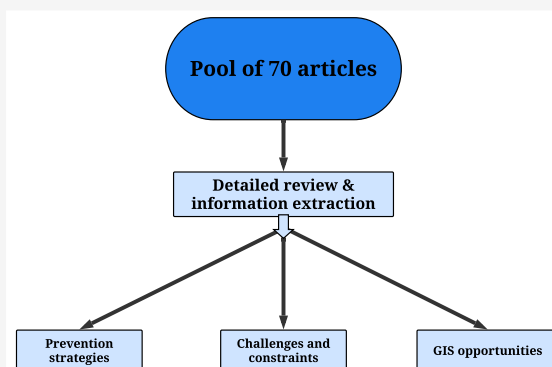 Pool of 70 articles
Detailed review &
information extraction
Prevention
strategies
Challenges and
constraints
GIS opportunities